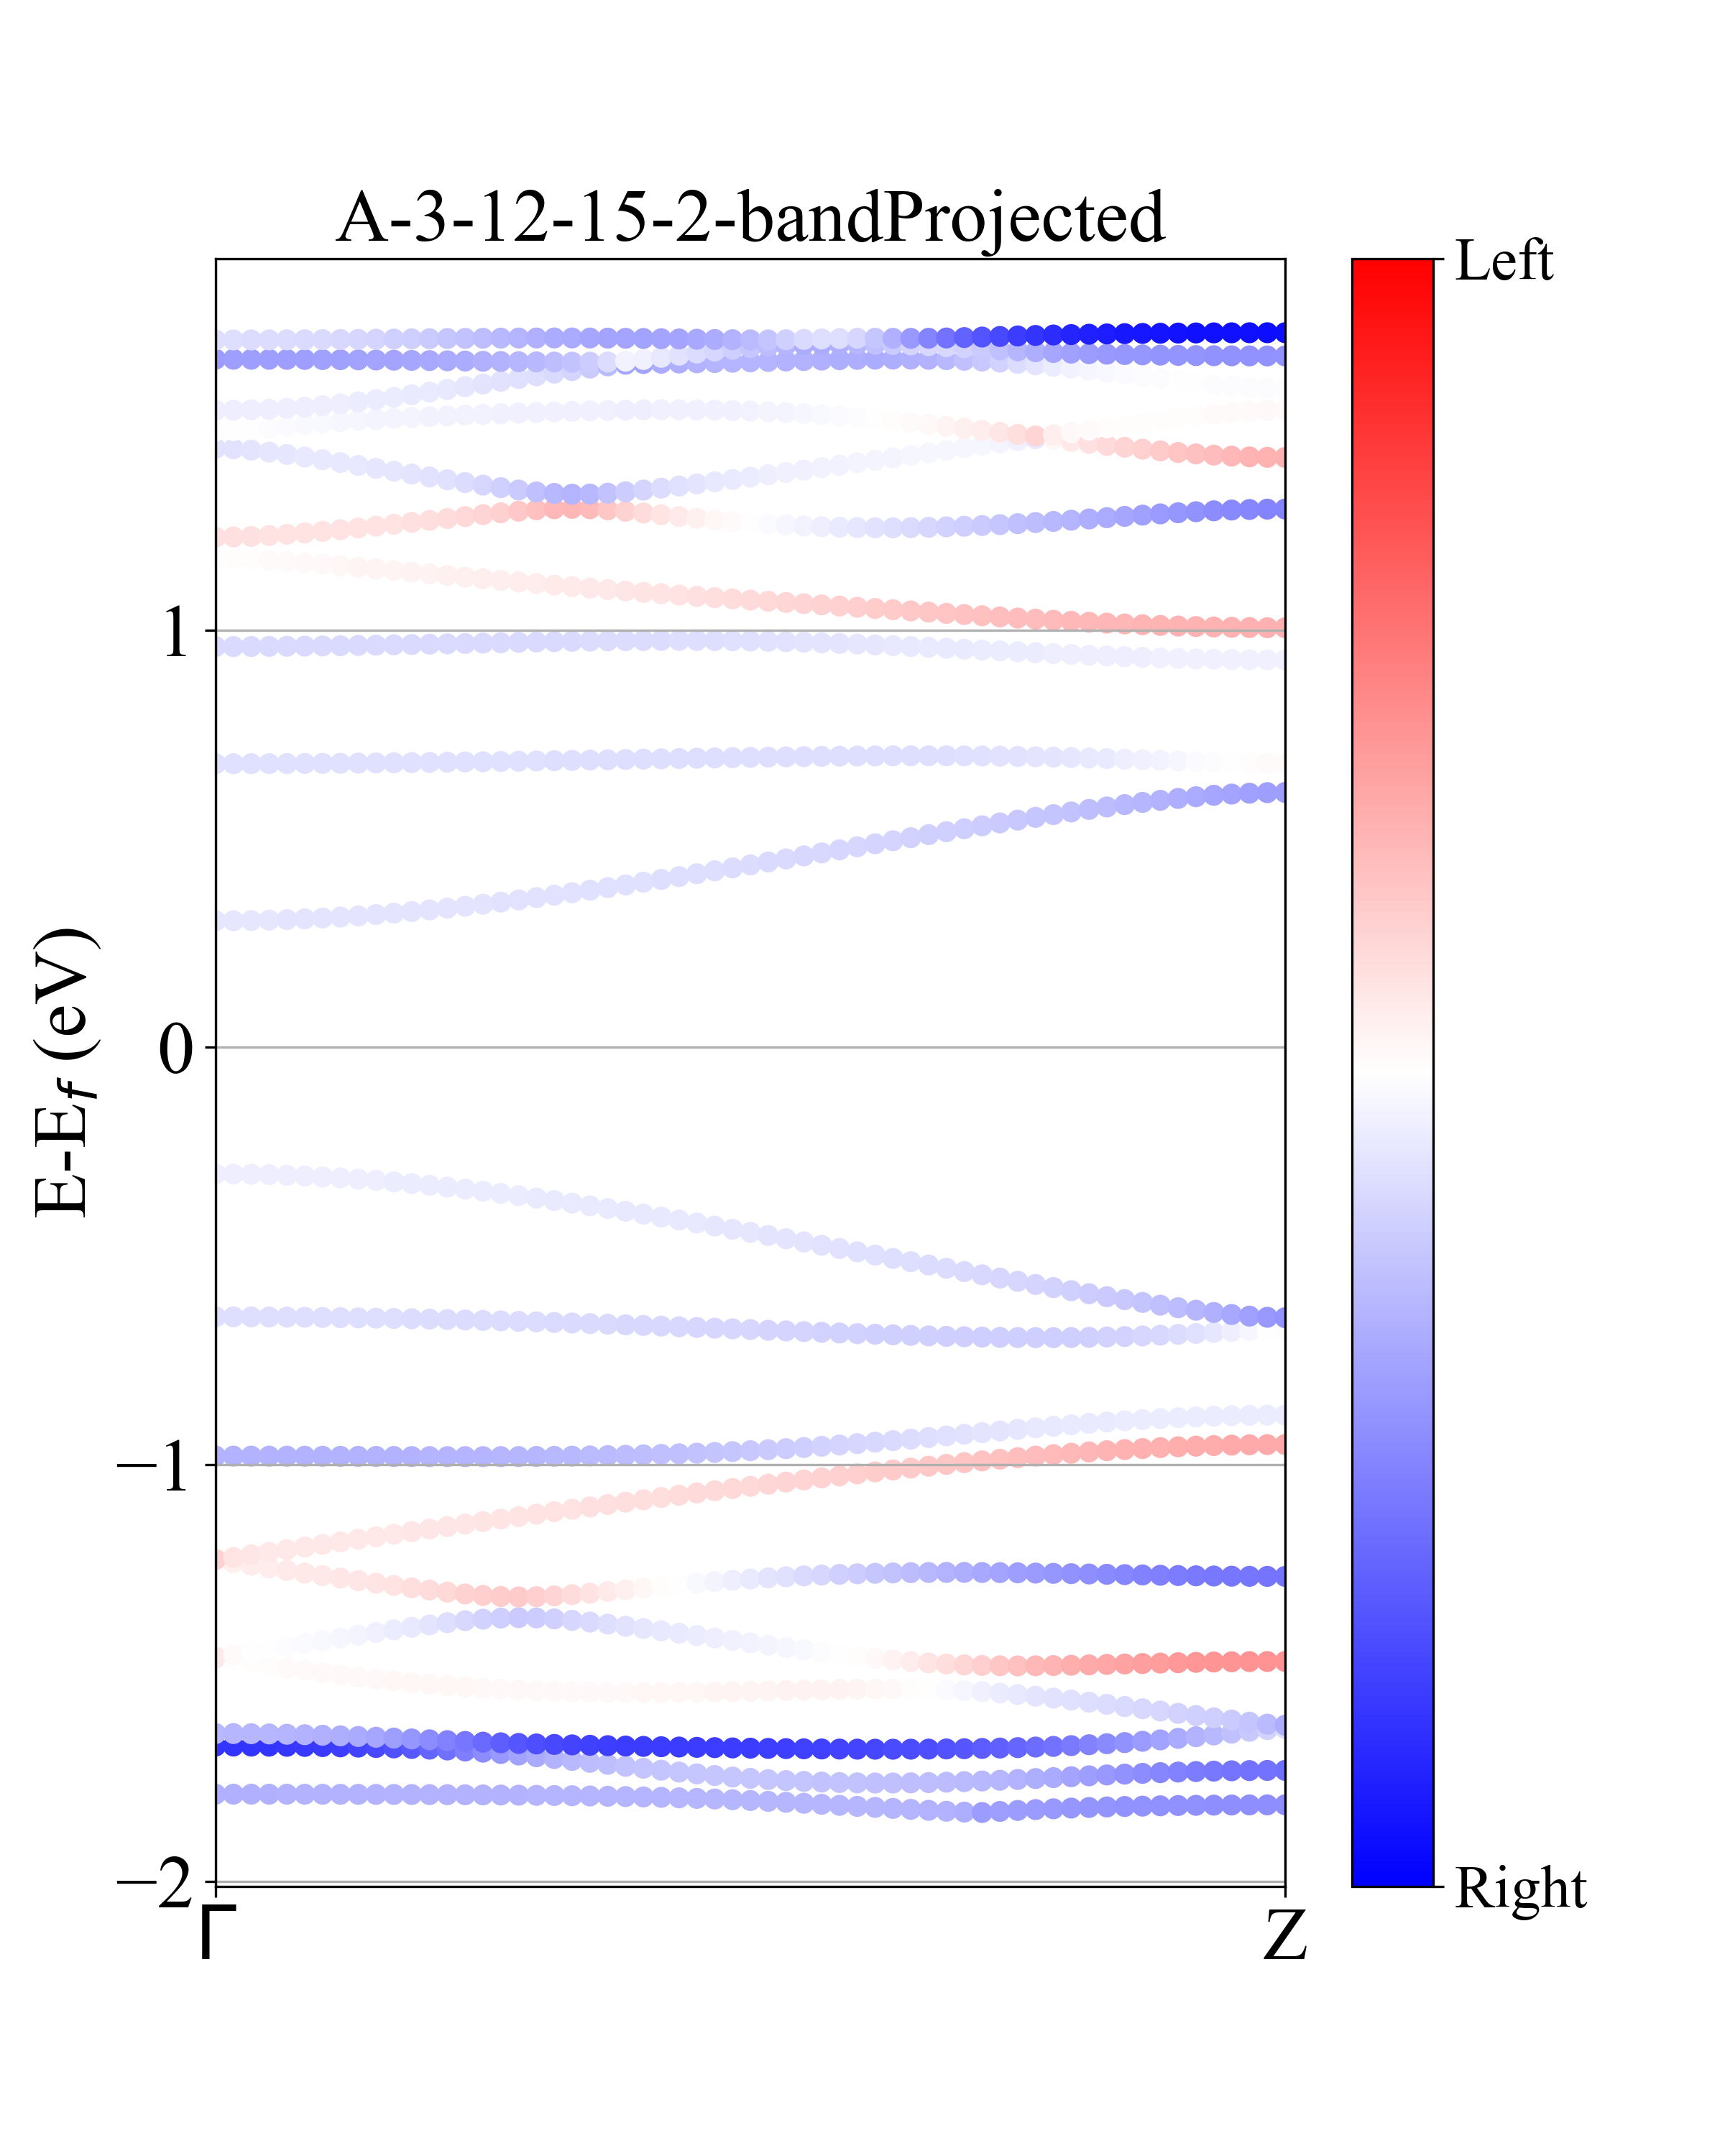 A-3-12-15-2-bandProjected
Left
1
0
−1
−2
E-E_f (eV)
Γ
Z
Right